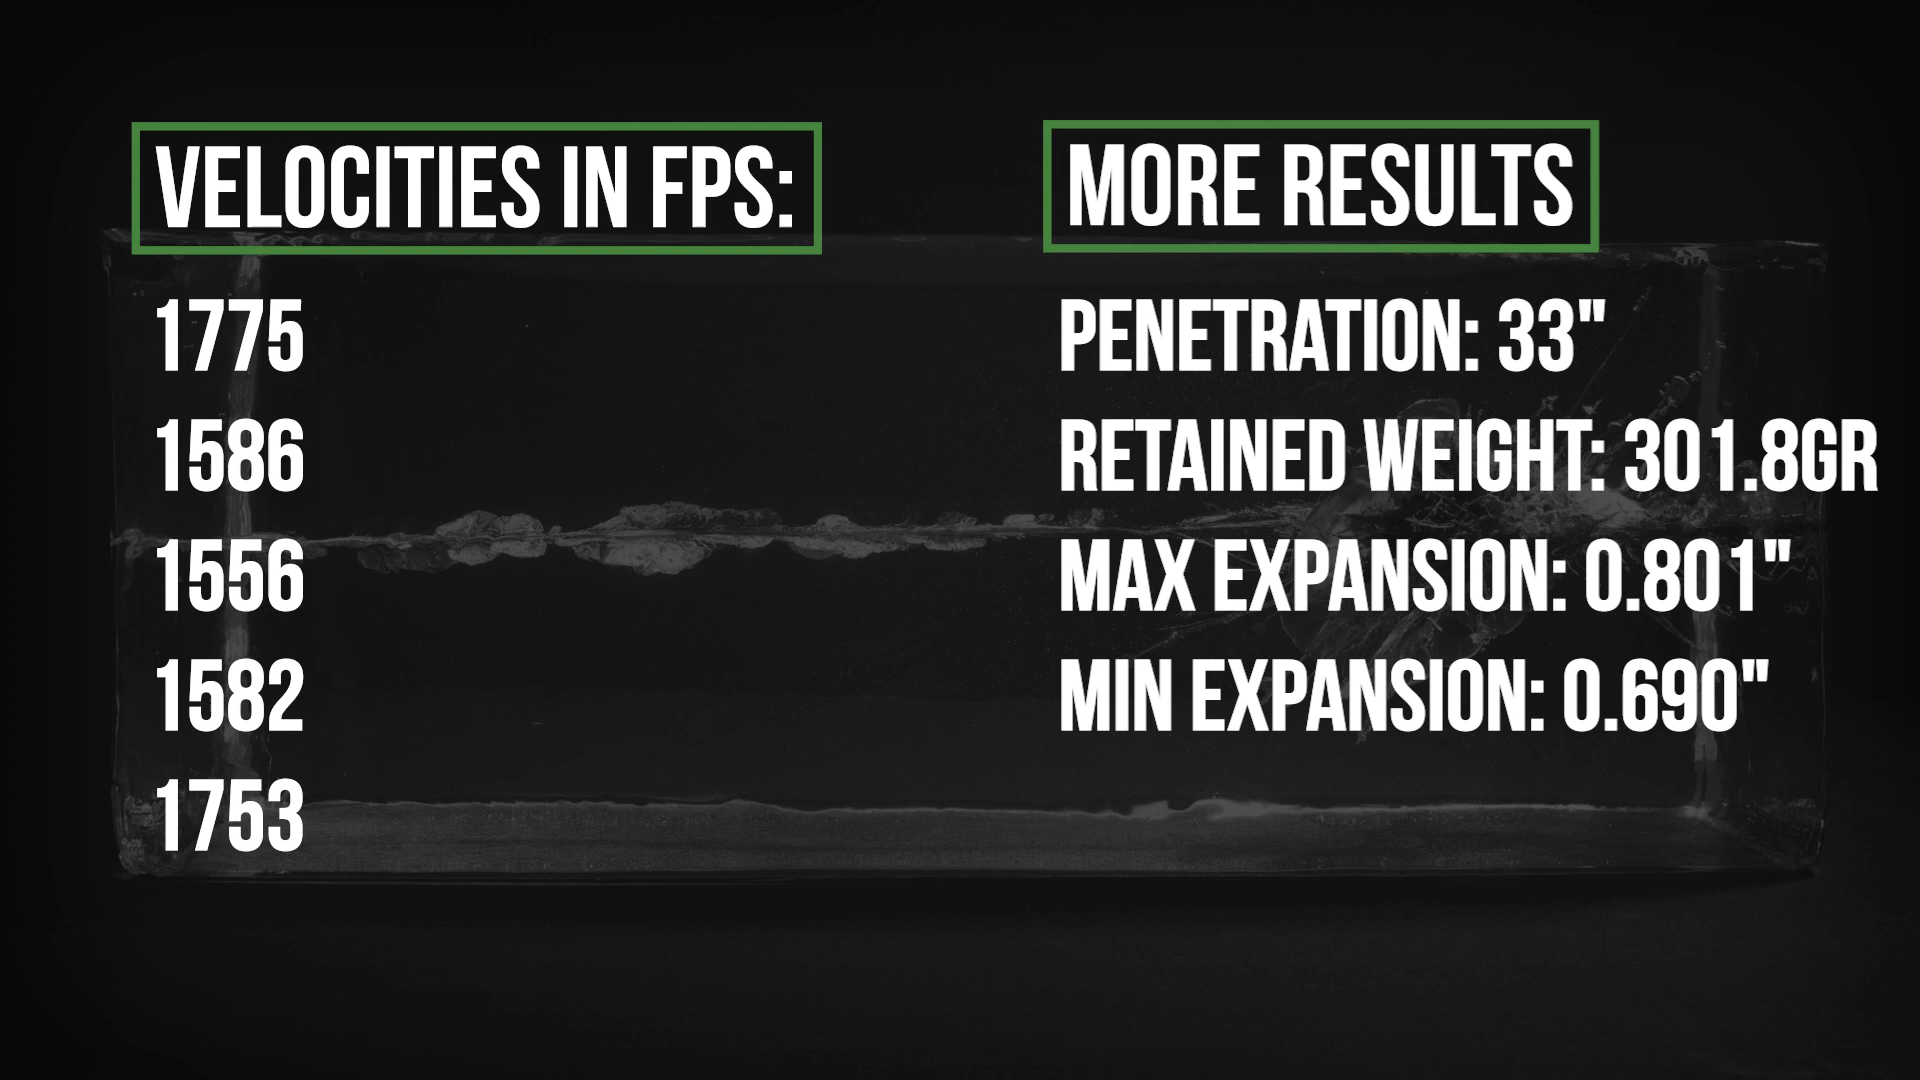 VELOCITIES IN FPS:
1775
1586
1556
1582
1753
MORE RESULTS
PENETRATION: 33"
RETAINED WEIGHT: 301.8GR
MAX EXPANSION: 0.801"
MIN EXPANSION: 0.690"